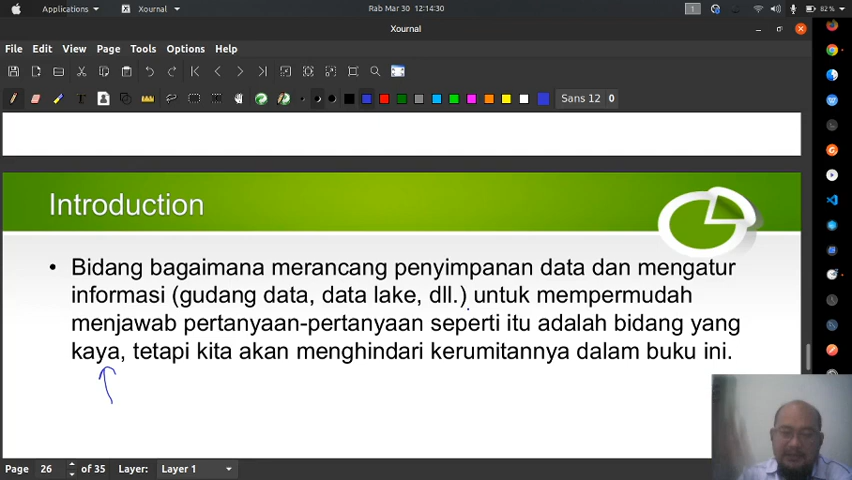 Applications Xournal Rab Mar 30 12:14:30 1 82 %
Xournal
File Edit View Page Tools Options Help
Sans 12 0
Introduction
• Bidang bagaimana merancang penyimpanan data dan mengatur
informasi (gudang data, data lake, dll.) untuk mempermudah
menjawab pertanyaan-pertanyaan seperti itu adalah bidang yang
kaya, tetapi kita akan menghindari kerumitannya dalam buku ini.
Page 26 of 35 Layer: Layer 1